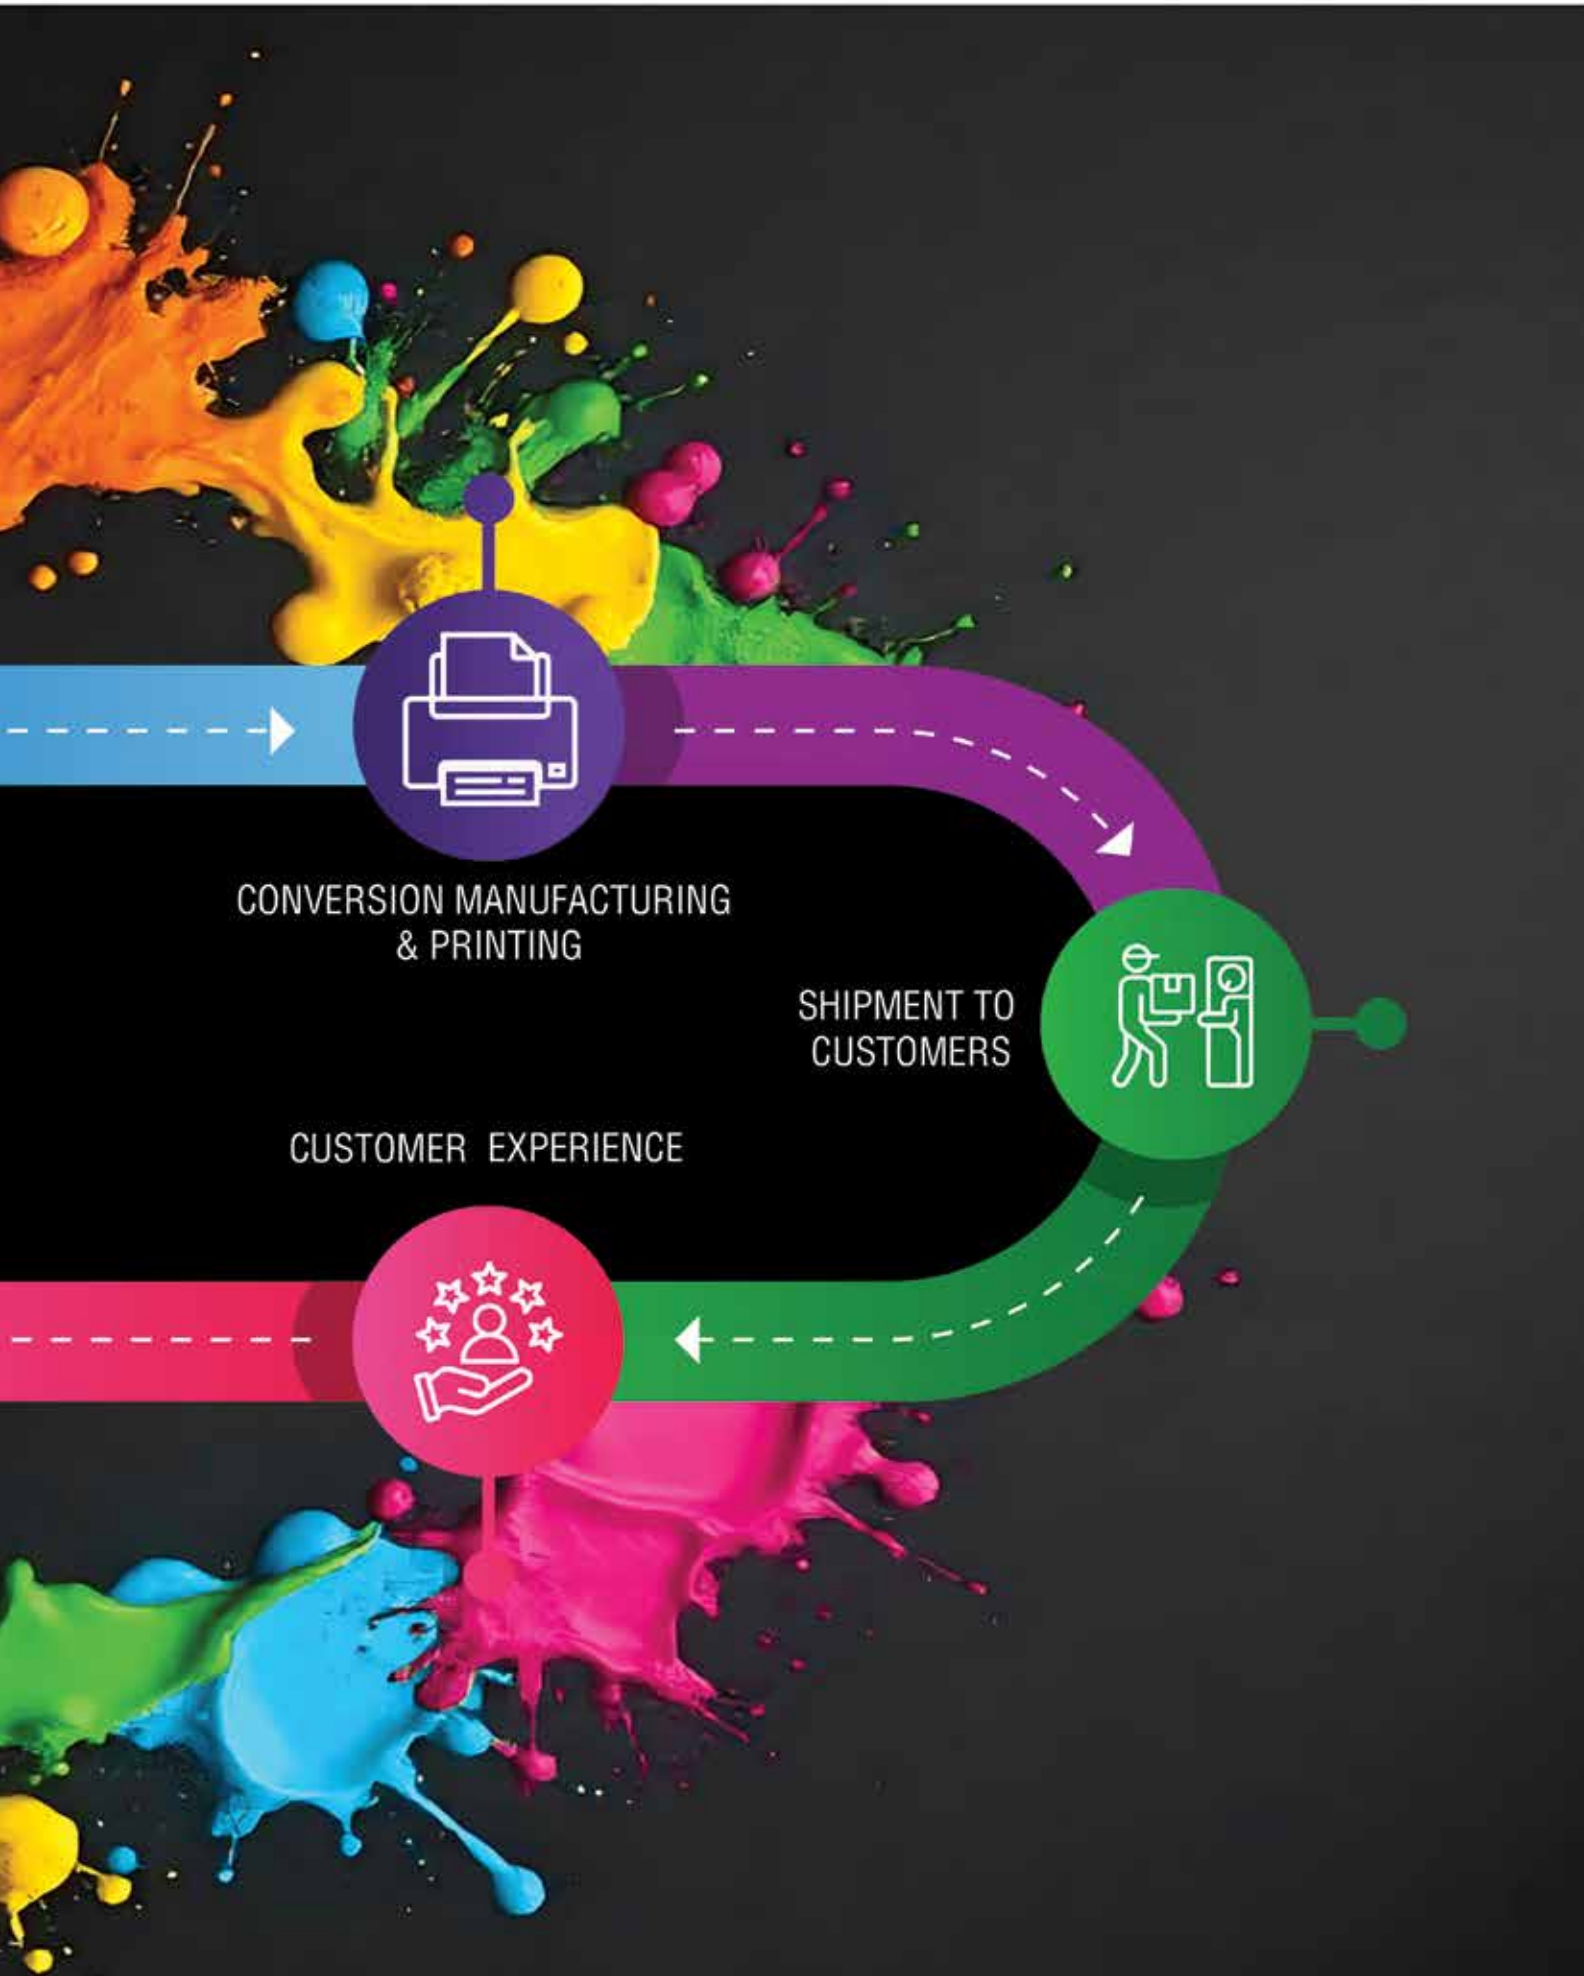 CONVERSION MANUFACTURING
& PRINTING
SHIPMENT TO
CUSTOMERS
CUSTOMER EXPERIENCE